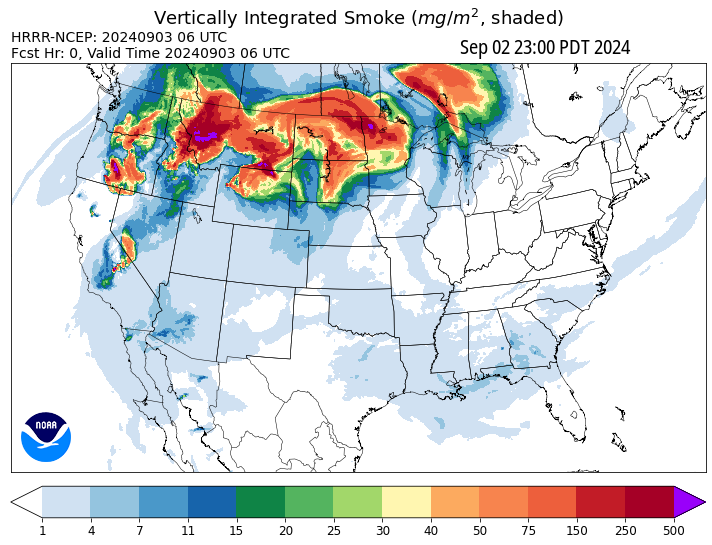 Vertically Integrated Smoke (mg/m², shaded)
HRRR-NCEP: 20240903 06 UTC
Fcst Hr: 0, Valid Time 20240903 06 UTC
Sep 02 23:00 PDT 2024
NOAA
1 4 7 11 15 20 25 30 40 50 75 150 250 500